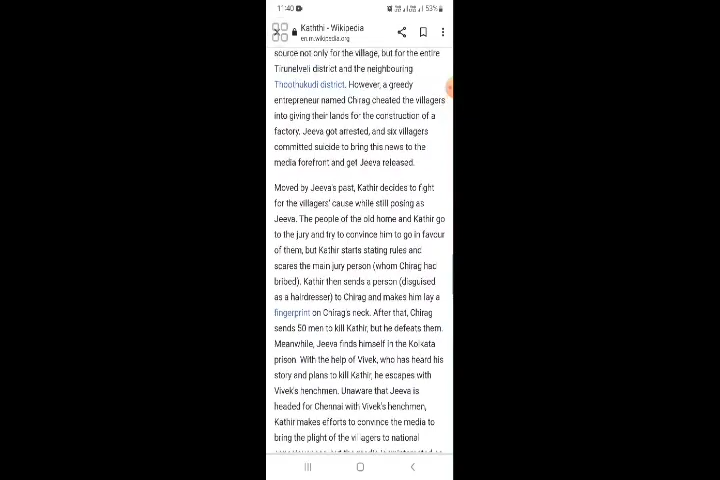 11:40
53%
Kaththi - Wikipedia
en.m.wikipedia.org
source not only for the village, but for the entire
Tirunelveli district and the neighbouring
Thoothukudi district. However, a greedy
entrepreneur named Chirag cheated the villagers
into giving their lands for the construction of a
factory. Jeeva got arrested, and six villagers
committed suicide to bring this news to the
media forefront and get Jeeva released.
Moved by Jeeva's past, Kathir decides to fight
for the villagers' cause while still posing as
Jeeva. The people of the old home and Kathir go
to the jury and try to convince him to go in favour
of them, but Kathir starts stating rules and
scares the main jury person (whom Chirag had
bribed). Kathir then sends a person (disguised
as a hairdresser) to Chirag and makes him lay a
fingerprint on Chirag's neck. After that, Chirag
sends 50 men to kill Kathir, but he defeats them.
Meanwhile, Jeeva finds himself in the Kolkata
prison. With the help of Vivek, who has heard his
story and plans to kill Kathir, he escapes with
Vivek's henchmen. Unaware that Jeeva is
headed for Chennai with Vivek's henchmen,
Kathir makes efforts to convince the media to
bring the plight of the villagers to national